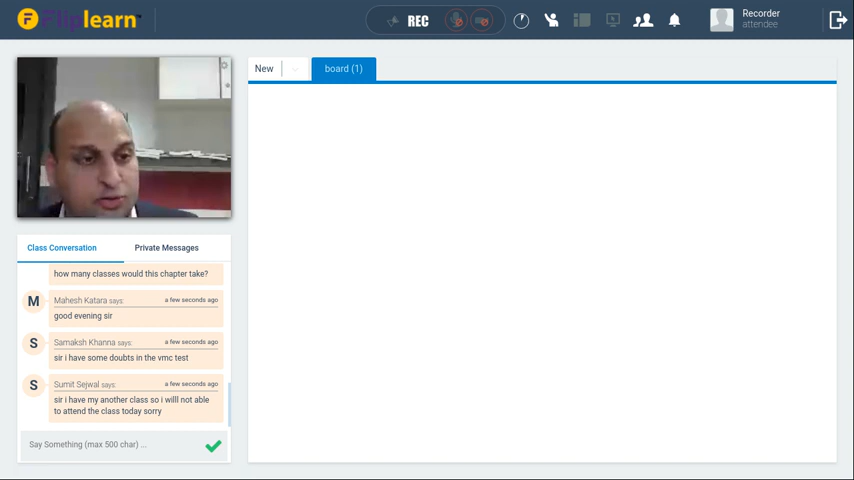 Fliplearn
REC
Recorder
attendee
New
board (1)
Class Conversation
Private Messages
how many classes would this chapter take?
M
Mahesh Katara says:
a few seconds ago
good evening sir
S
Samaksh Khanna says:
a few seconds ago
sir i have some doubts in the vmc test
S
Sumit Sejwal says:
a few seconds ago
sir i have my another class so i willl not able
to attend the class today sorry
Say Something (max 500 char) ...